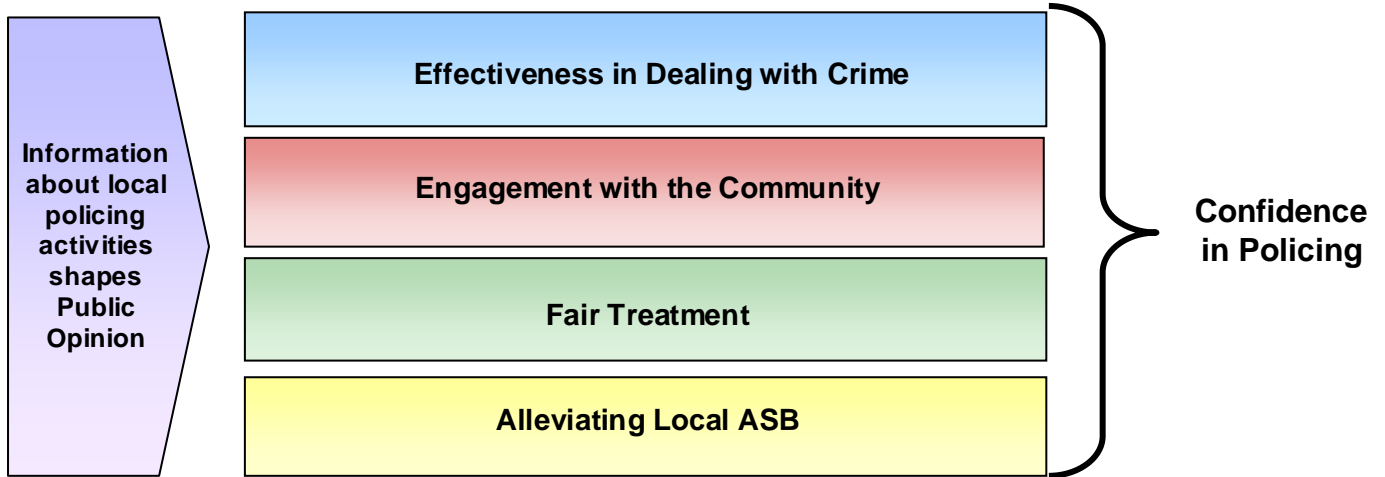 Information
about local
policing
activities
shapes
Public
Opinion
Effectiveness in Dealing with Crime
Engagement with the Community
Fair Treatment
Alleviating Local ASB
Confidence
in Policing